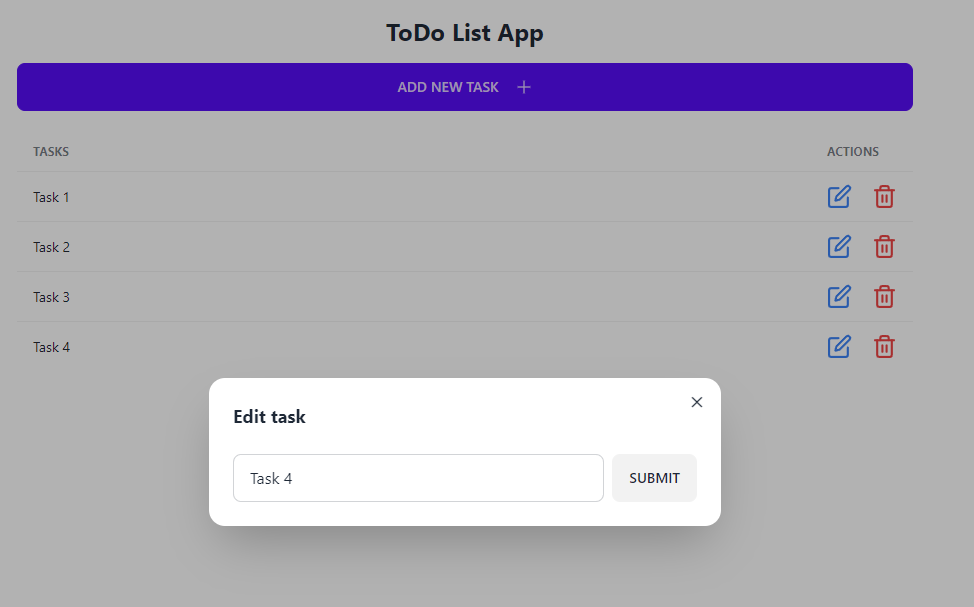 ToDo List App
ADD NEW TASK +
TASKS ACTIONS
Task 1
Task 2
Task 3
Task 4
Edit task
Task 4 SUBMIT